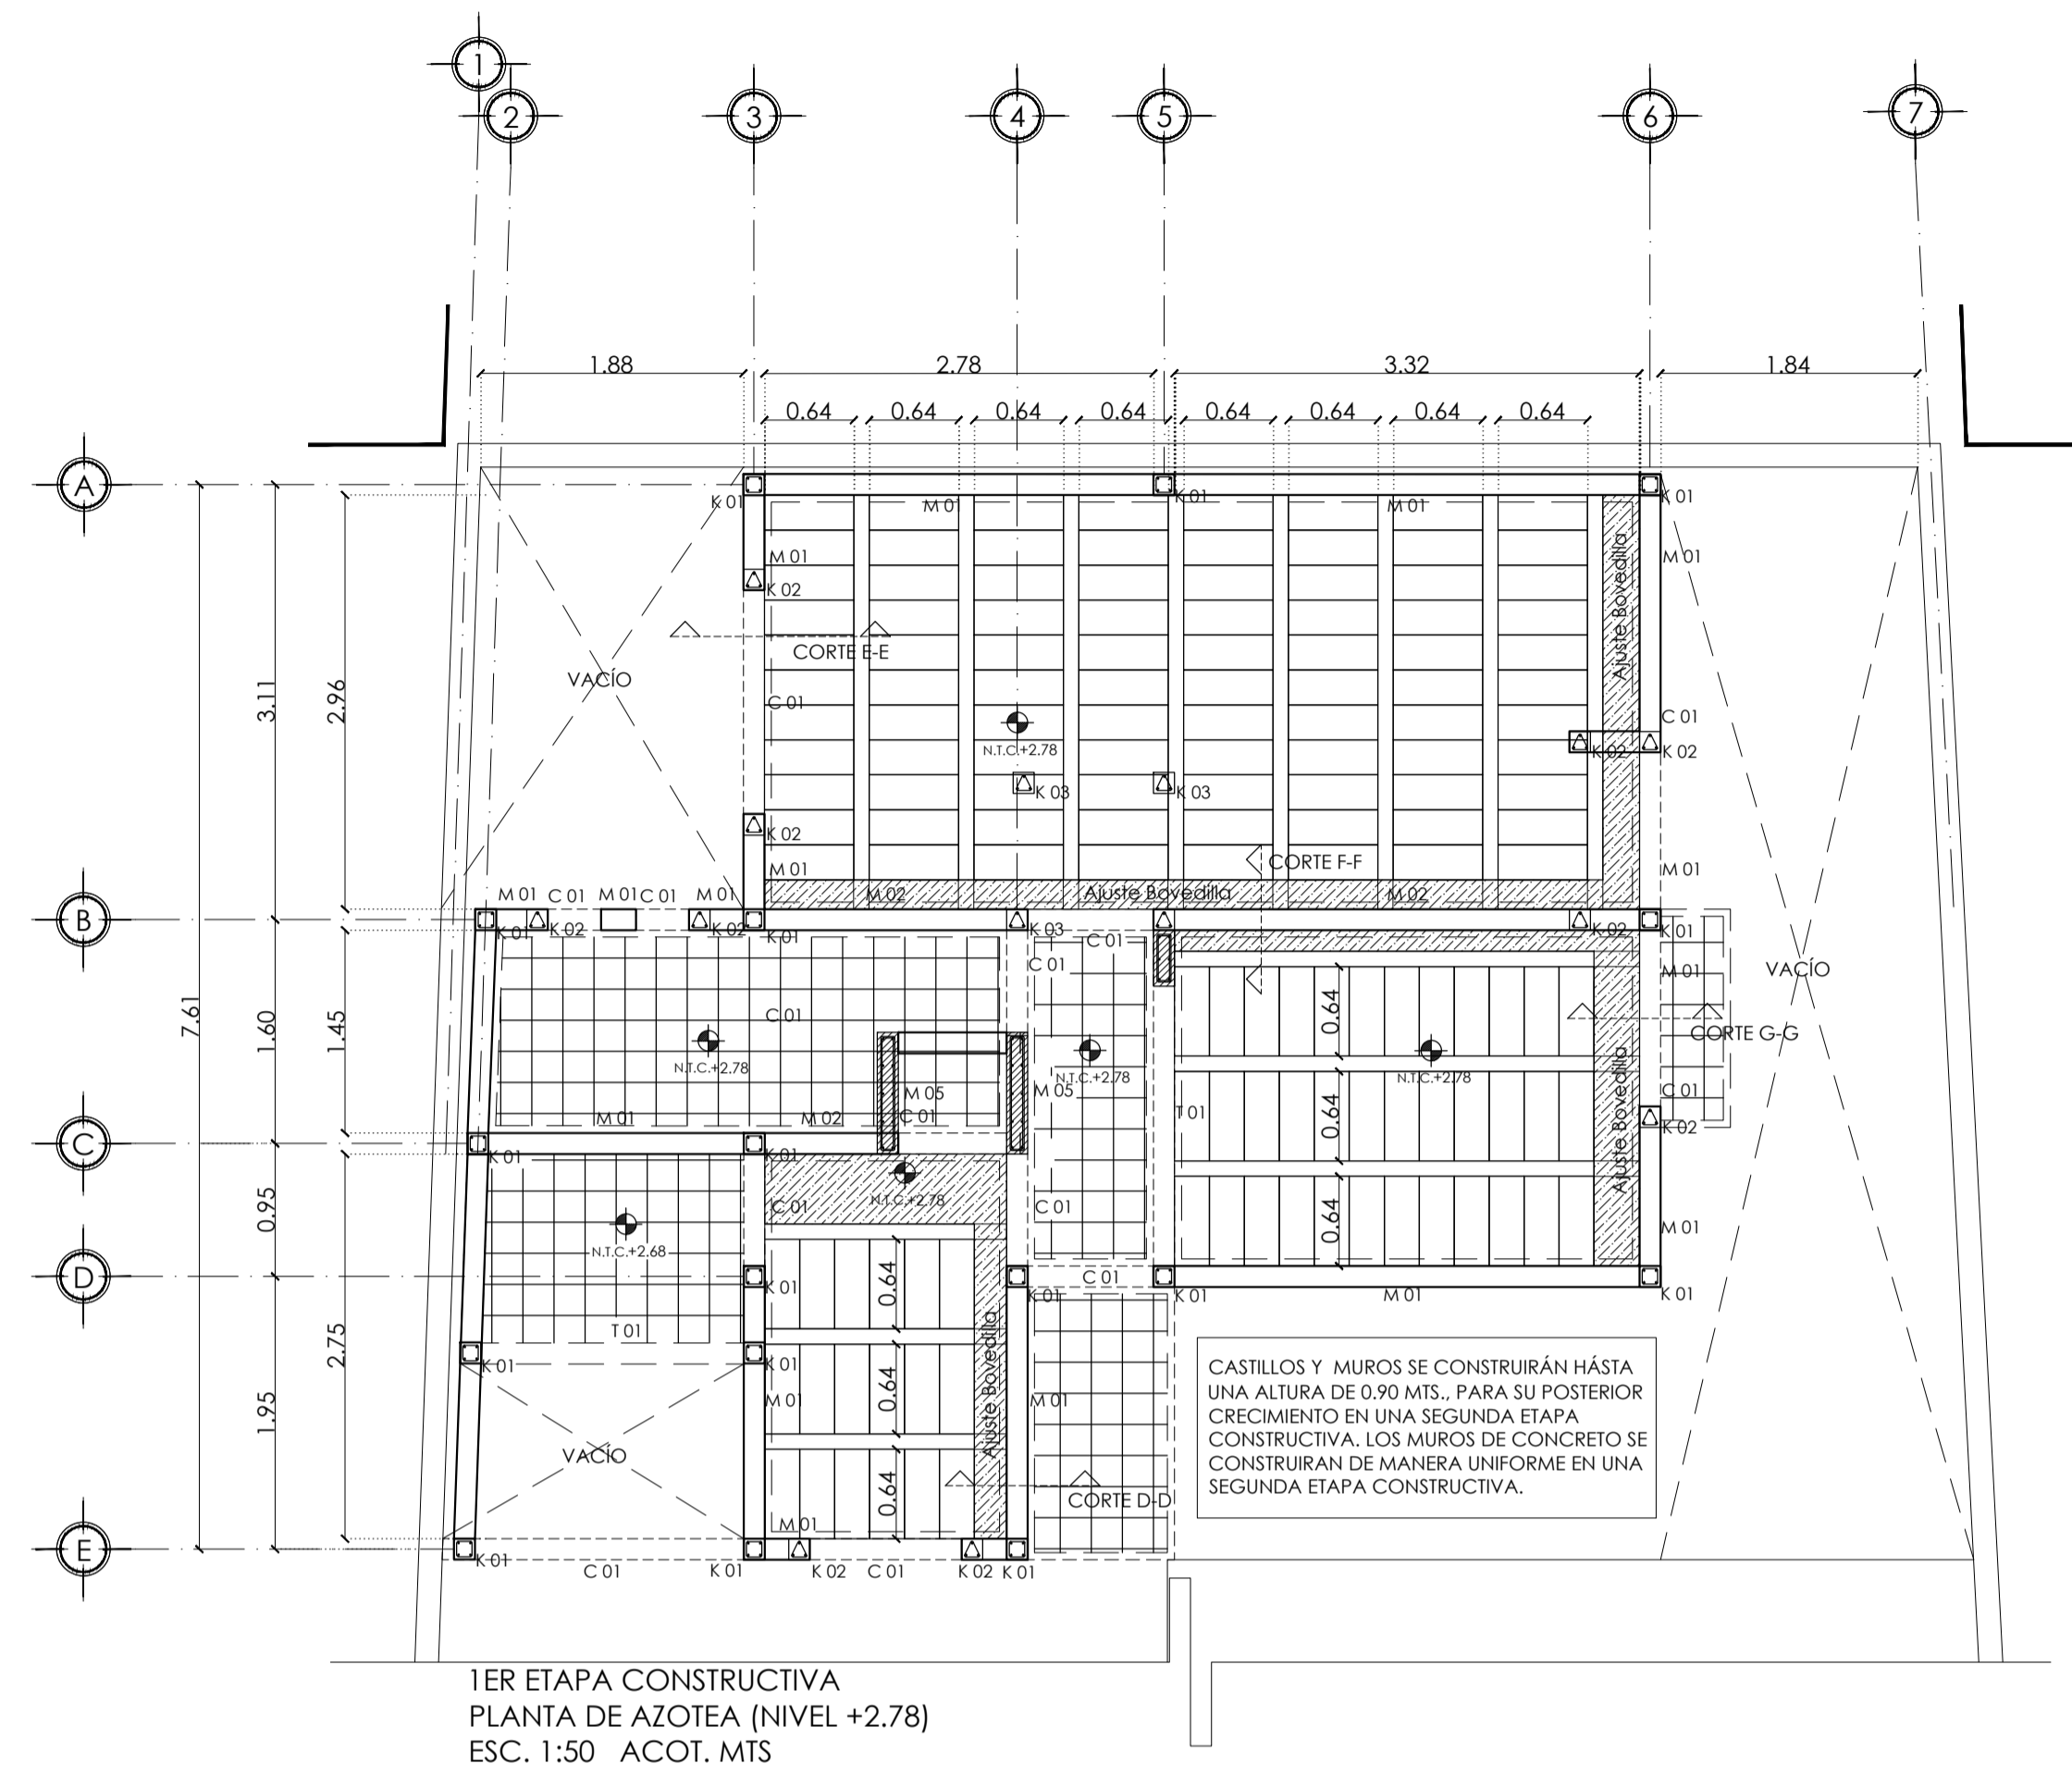 1
2
3
4
5
6
7
1.88
2.78
3.32
1.84
0.64
0.64
0.64
0.64
0.64
0.64
0.64
0.64
A
K 01
M 01
K 01
M 01
K 01
M 01
K 02
M 01
Ajuste Bovedilla
CORTE E-E
VACÍO
3.11
2.96
C 01
C 01
N.T.C.+2.78
K 02
K 02
K 03
K 03
K 02
CORTE F-F
M 01
M 01
M 01
C 01
M 01
C 01
M 01
M 02
Ajuste Bovedilla
M 02
B
K 01
K 02
K 02
K 01
K 03
C 01
K 02
K 01
C 01
M 01
VACÍO
7.61
1.60
1.45
C 01
0.64
CORTE G-G
N.T.C.+2.78
N.T.C.+2.78
N.T.C.+2.78
M 05
M 05
C 01
M 01
M 02
C 01
T 01
0.64
Ajuste Bovedilla
K 02
C
K 01
K 01
N.T.C.+2.78
0.95
C 01
C 01
0.64
M 01
N.T.C.+2.68
D
K 01
0.64
K 01
C 01
K 01
M 01
K 01
T 01
2.75
K 01
K 01
Ajuste Bovedilla
1.95
M 01
0.64
M 01
CASTILLOS Y MUROS SE CONSTRUIRÁN HÁSTA
UNA ALTURA DE 0.90 MTS., PARA SU POSTERIOR
CRECIMIENTO EN UNA SEGUNDA ETAPA
CONSTRUCTIVA. LOS MUROS DE CONCRETO SE
CONSTRUIRAN DE MANERA UNIFORME EN UNA
SEGUNDA ETAPA CONSTRUCTIVA.
VACÍO
0.64
CORTE D-D
M 01
E
K 01
C 01
K 01
K 02
C 01
K 02
K 01
1ER ETAPA CONSTRUCTIVA
PLANTA DE AZOTEA (NIVEL +2.78)
ESC. 1:50 ACOT. MTS